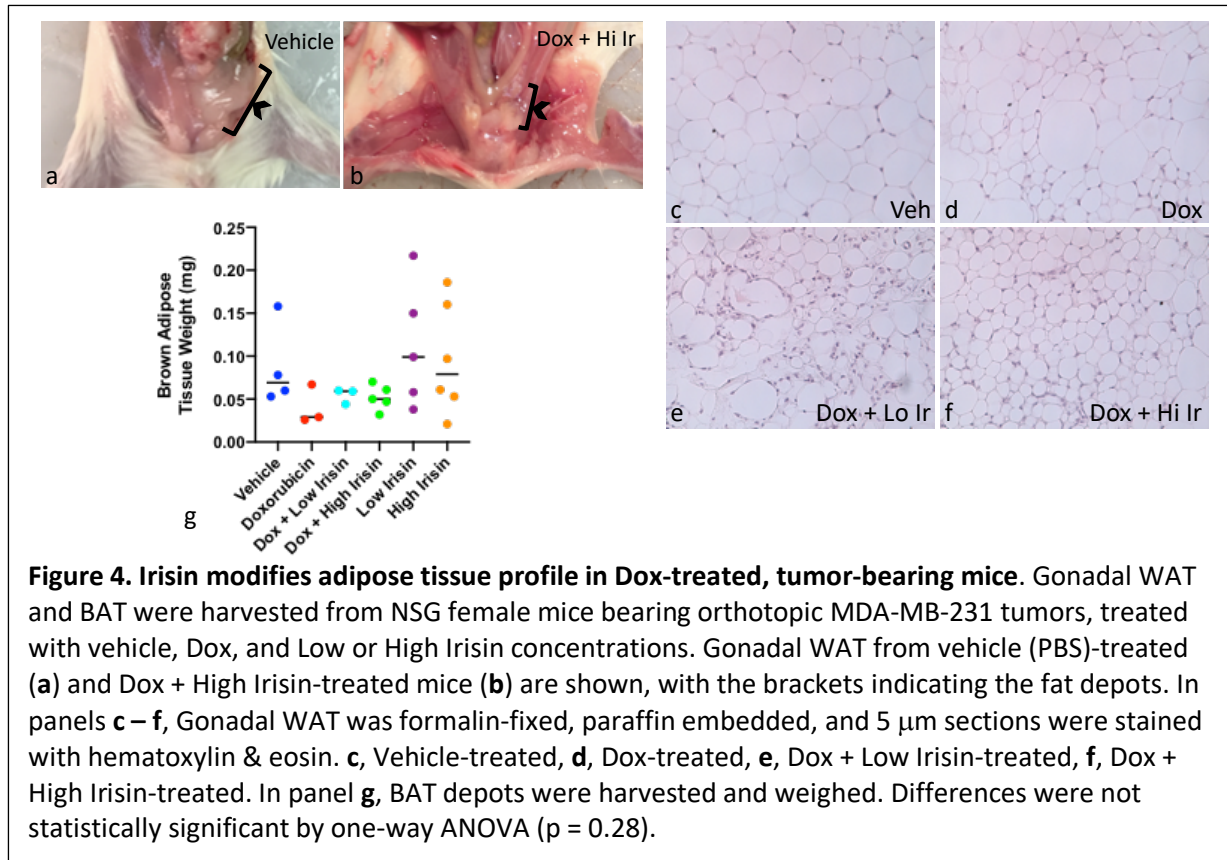 Vehicle
Dox + Hi Ir
a
b
c
Veh
d
Dox
e
Dox + Lo Ir
f
Dox + Hi Ir
Brown Adipose
Tissue Weight (mg)
0.25
0.20
0.15
0.10
0.05
0.00
Vehicle
Doxorubicin
Dox + Low Irisin
Dox + High Irisin
Low Irisin
High Irisin
g
Figure 4. Irisin modifies adipose tissue profile in Dox-treated, tumor-bearing mice. Gonadal WAT
and BAT were harvested from NSG female mice bearing orthotopic MDA-MB-231 tumors, treated
with vehicle, Dox, and Low or High Irisin concentrations. Gonadal WAT from vehicle (PBS)-treated
(a) and Dox + High Irisin-treated mice (b) are shown, with the brackets indicating the fat depots. In
panels c – f, Gonadal WAT was formalin-fixed, paraffin embedded, and 5 μm sections were stained
with hematoxylin & eosin. c, Vehicle-treated, d, Dox-treated, e, Dox + Low Irisin-treated, f, Dox +
High Irisin-treated. In panel g, BAT depots were harvested and weighed. Differences were not
statistically significant by one-way ANOVA (p = 0.28).